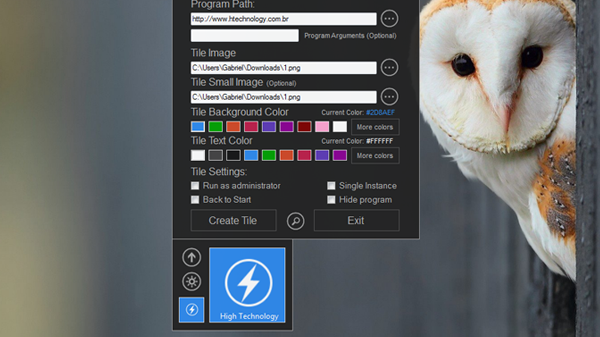 Program Path:
http://www.htechnology.com.br
Program Arguments (Optional)
Tile Image
C:\Users\Gabriel\Downloads\1.png
Tile Small Image (Optional)
C:\Users\Gabriel\Downloads\1.png
Tile Background Color Current Color: #2D8AEF
More colors
Tile Text Color Current Color: #FFFFFF
More colors
Tile Settings:
Run as administrator Single Instance
Back to Start Hide program
Create Tile Exit
High Technology